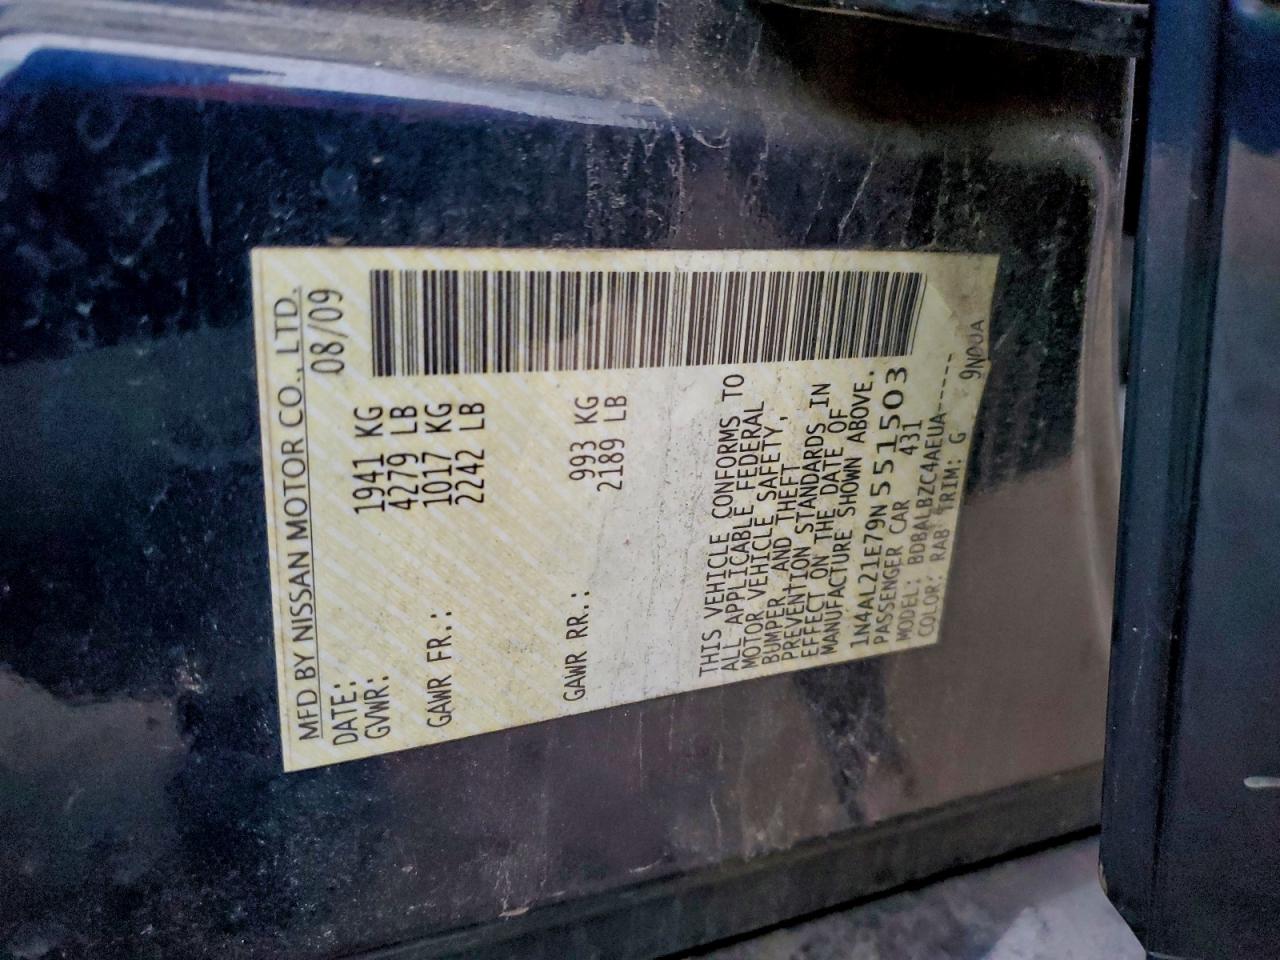 MFD BY NISSAN MOTOR CO., LTD.
DATE: 08/09
GVWR: 1941 KG
4279 LB
GAWR FR.: 1017 KG
2242 LB
GAWR RR.: 993 KG
2189 LB
THIS VEHICLE CONFORMS TO
ALL APPLICABLE FEDERAL
MOTOR VEHICLE SAFETY,
BUMPER AND THEFT
PREVENTION STANDARDS IN
EFFECT ON THE DATE OF
MANUFACTURE SHOWN ABOVE.
1N4AL21E79N551503
PASSENGER CAR 431
MODEL: BDBALBZC4AEUA-----
COLOR: RAB TRIM: G 9N0UA